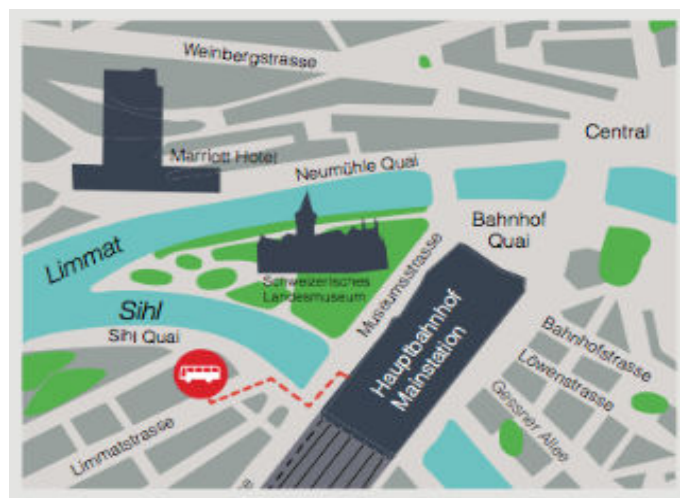 Weinbergstrasse
Central
Marriott Hotel
Neumühle Quai
Bahnhof
Quai
Limmat
Schweizerisches
Landesmuseum
Museumsstrasse
Sihl
Sihl Quai
Hauptbahnhof
Mainstation
Bahnhofstrasse
Löwenstrasse
Gessner Allee
Limmatstrasse